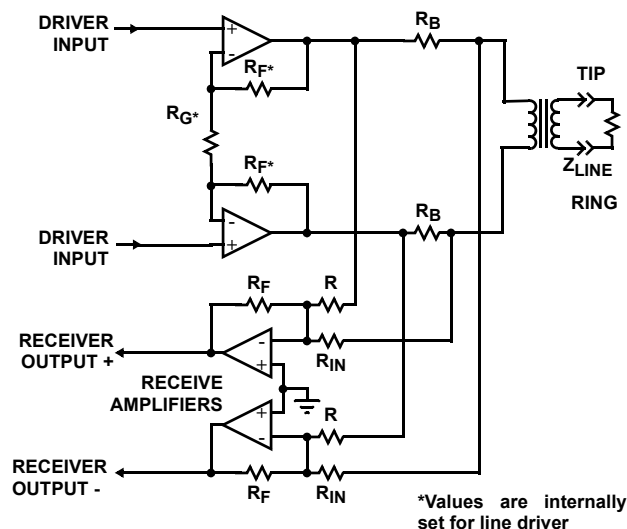 DRIVER
INPUT
R_B
R_F*
TIP
R_G*
R_F*
Z_LINE
R_B
RING
DRIVER
INPUT
R_F
R
RECEIVER
OUTPUT +
R_IN
RECEIVE
AMPLIFIERS
R
RECEIVER
OUTPUT -
R_F
R_IN
*Values are internally
set for line driver